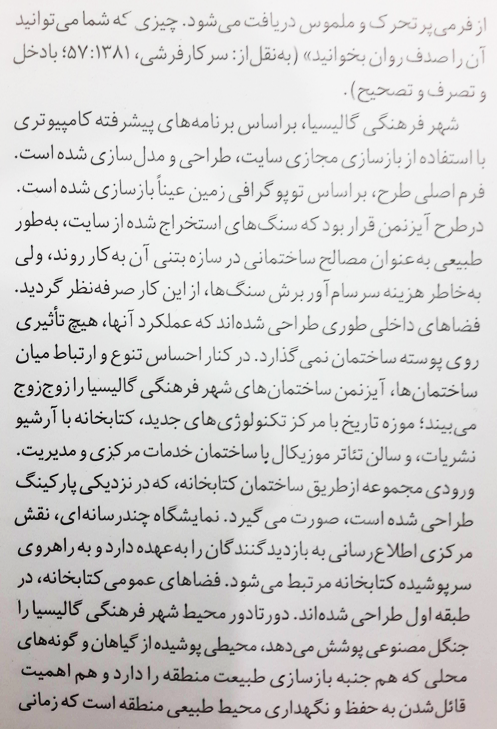 از فرمی پر تحرک و ملموس دریافت می‌شود. چیزی که شما می‌توانید
آن را صدف روان بخوانید» (به‌نقل‌از: سرکارفرشی، ۵۷:۱۳۸۱؛ بادخل
و تصرف و تصحیح).
شهر فرهنگی گالیسیا، براساس برنامه‌های پیشرفته کامپیوتری
با استفاده از بازسازی مجازی سایت، طراحی و مدل‌سازی شده است.
فرم اصلی طرح، براساس توپوگرافی زمین عیناً بازسازی شده است.
درطرح آیزنمن قرار بود که سنگ‌های استخراج شده از سایت، به‌طور
طبیعی به‌عنوان مصالح ساختمانی در سازه بتنی آن به‌کار روند، ولی
به‌خاطر هزینه سرسام‌آور برش سنگ‌ها، از این کار صرفه‌نظر گردید.
فضاهای داخلی طوری طراحی شده‌اند که عملکرد آنها، هیچ تأثیری
روی پوسته ساختمان نمی‌گذارد. در کنار احساس تنوع و ارتباط میان
ساختمان‌ها، آیزنمن ساختمان‌های شهر فرهنگی گالیسیا را زوج‌زوج
می‌بیند؛ موزه تاریخ با مرکز تکنولوژی‌های جدید، کتابخانه با آرشیو
نشریات، و سالن تئاتر موزیکال با ساختمان خدمات مرکزی و مدیریت.
ورودی مجموعه ازطریق ساختمان کتابخانه، که در نزدیکی پارکینگ
طراحی شده است، صورت می‌گیرد. نمایشگاه چندرسانه‌ای، نقش
مرکزی اطلاع‌رسانی به بازدیدکنندگان را به‌عهده دارد و به راهروی
سرپوشیده کتابخانه مرتبط می‌شود. فضاهای عمومی کتابخانه، در
طبقه اول طراحی شده‌اند. دورتادور محیط شهر فرهنگی گالیسیا را
جنگل مصنوعی پوشش می‌دهد، محیطی پوشیده از گیاهان و گونه‌های
محلی که هم جنبه بازسازی طبیعت منطقه را دارد و هم اهمیت
قائل‌شدن به حفظ و نگهداری محیط طبیعی منطقه است که زمانی